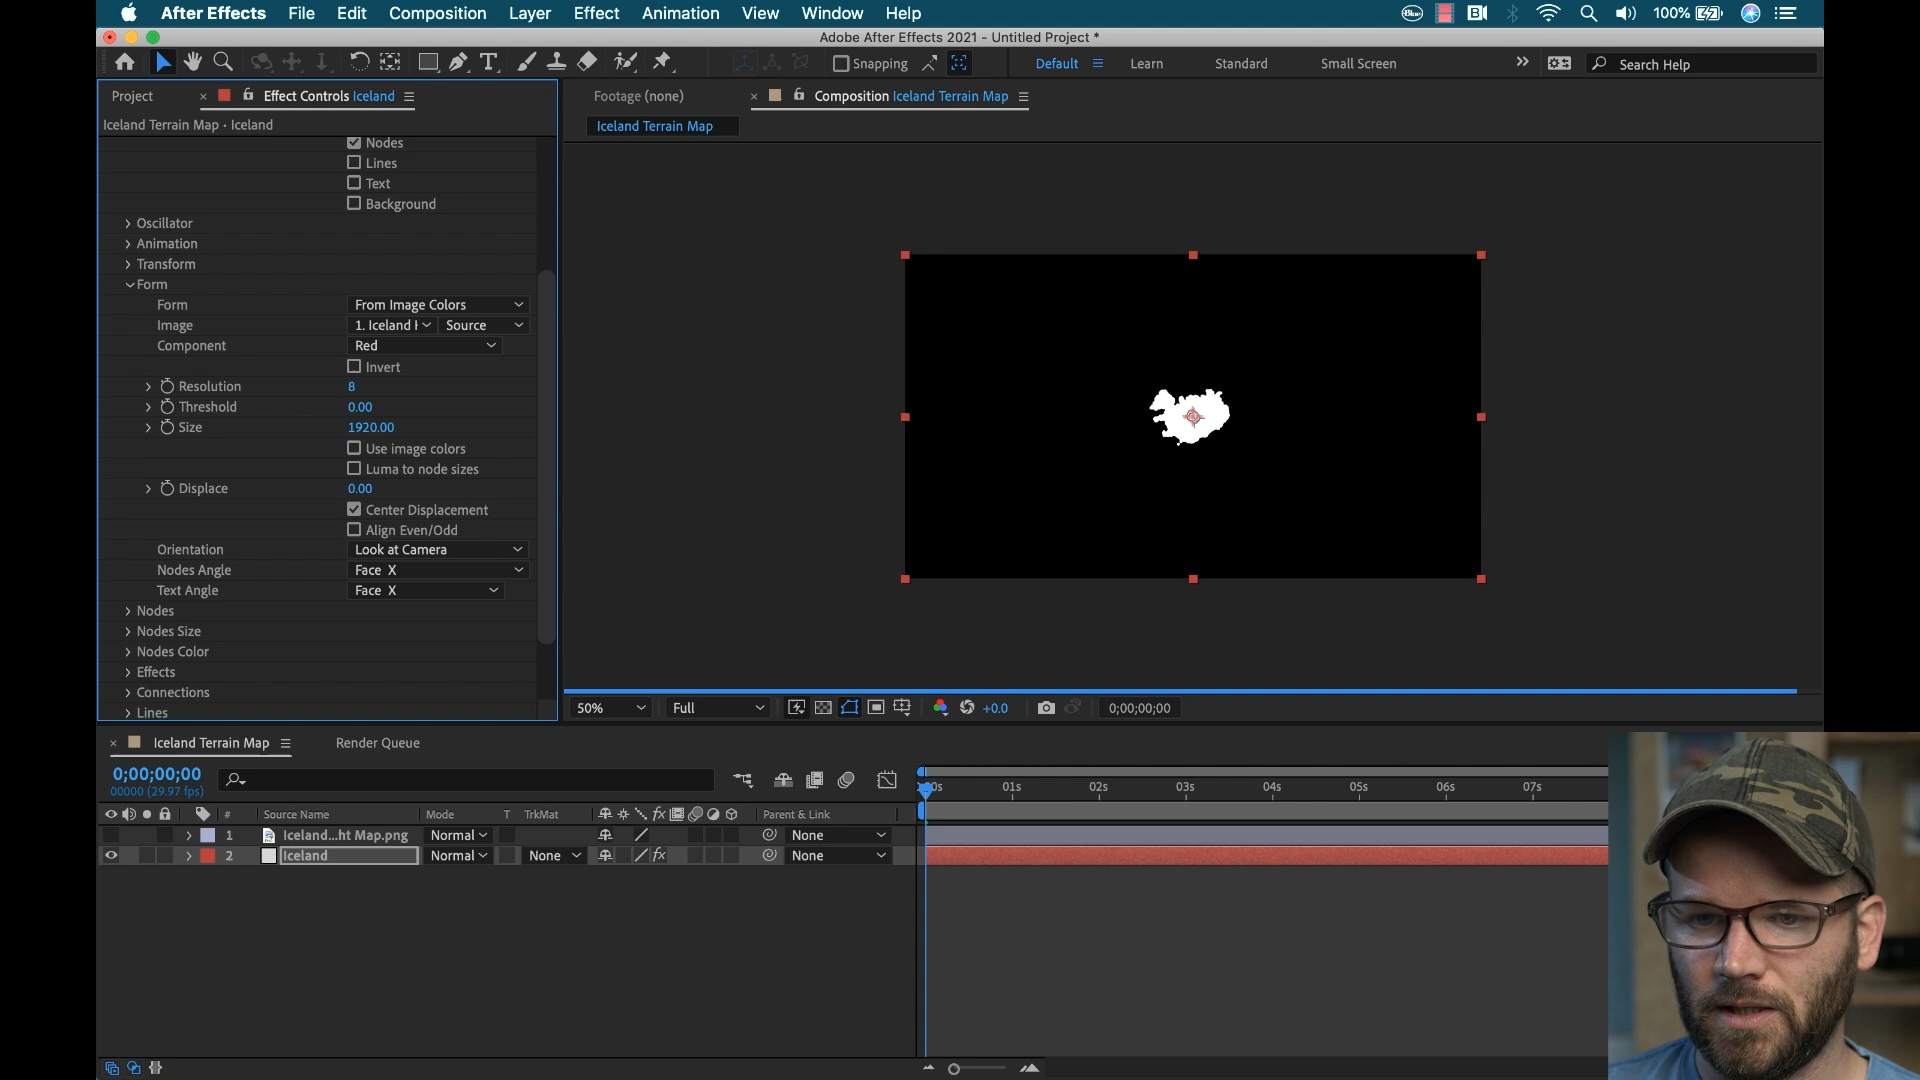 After Effects File Edit Composition Layer Effect Animation View Window Help 100%
Adobe After Effects 2021 - Untitled Project *
Snapping Default Learn Standard Small Screen Search Help
Project Effect Controls Iceland Footage (none) Composition Iceland Terrain Map
Iceland Terrain Map • Iceland
Iceland Terrain Map
Nodes
Lines
Text
Background
Oscillator
Animation
Transform
Form
Form From Image Colors
Image 1. Iceland Source
Component Red
Invert
Resolution 8
Threshold 0.00
Size 1920.00
Use image colors
Luma to node sizes
Displace 0.00
Center Displacement
Align Even/Odd
Orientation Look at Camera
Nodes Angle Face X
Text Angle Face X
Nodes
Nodes Size
Nodes Color
Effects
Connections
Lines
50% Full +0.0 0;00;00;00
Iceland Terrain Map Render Queue
0;00;00;00
00000 (29.97 fps)
01s 02s 03s 04s 05s 06s 07s
# Source Name Mode T TrkMat fx Parent & Link
1 Iceland...ht Map.png Normal None
2 Iceland Normal None fx None